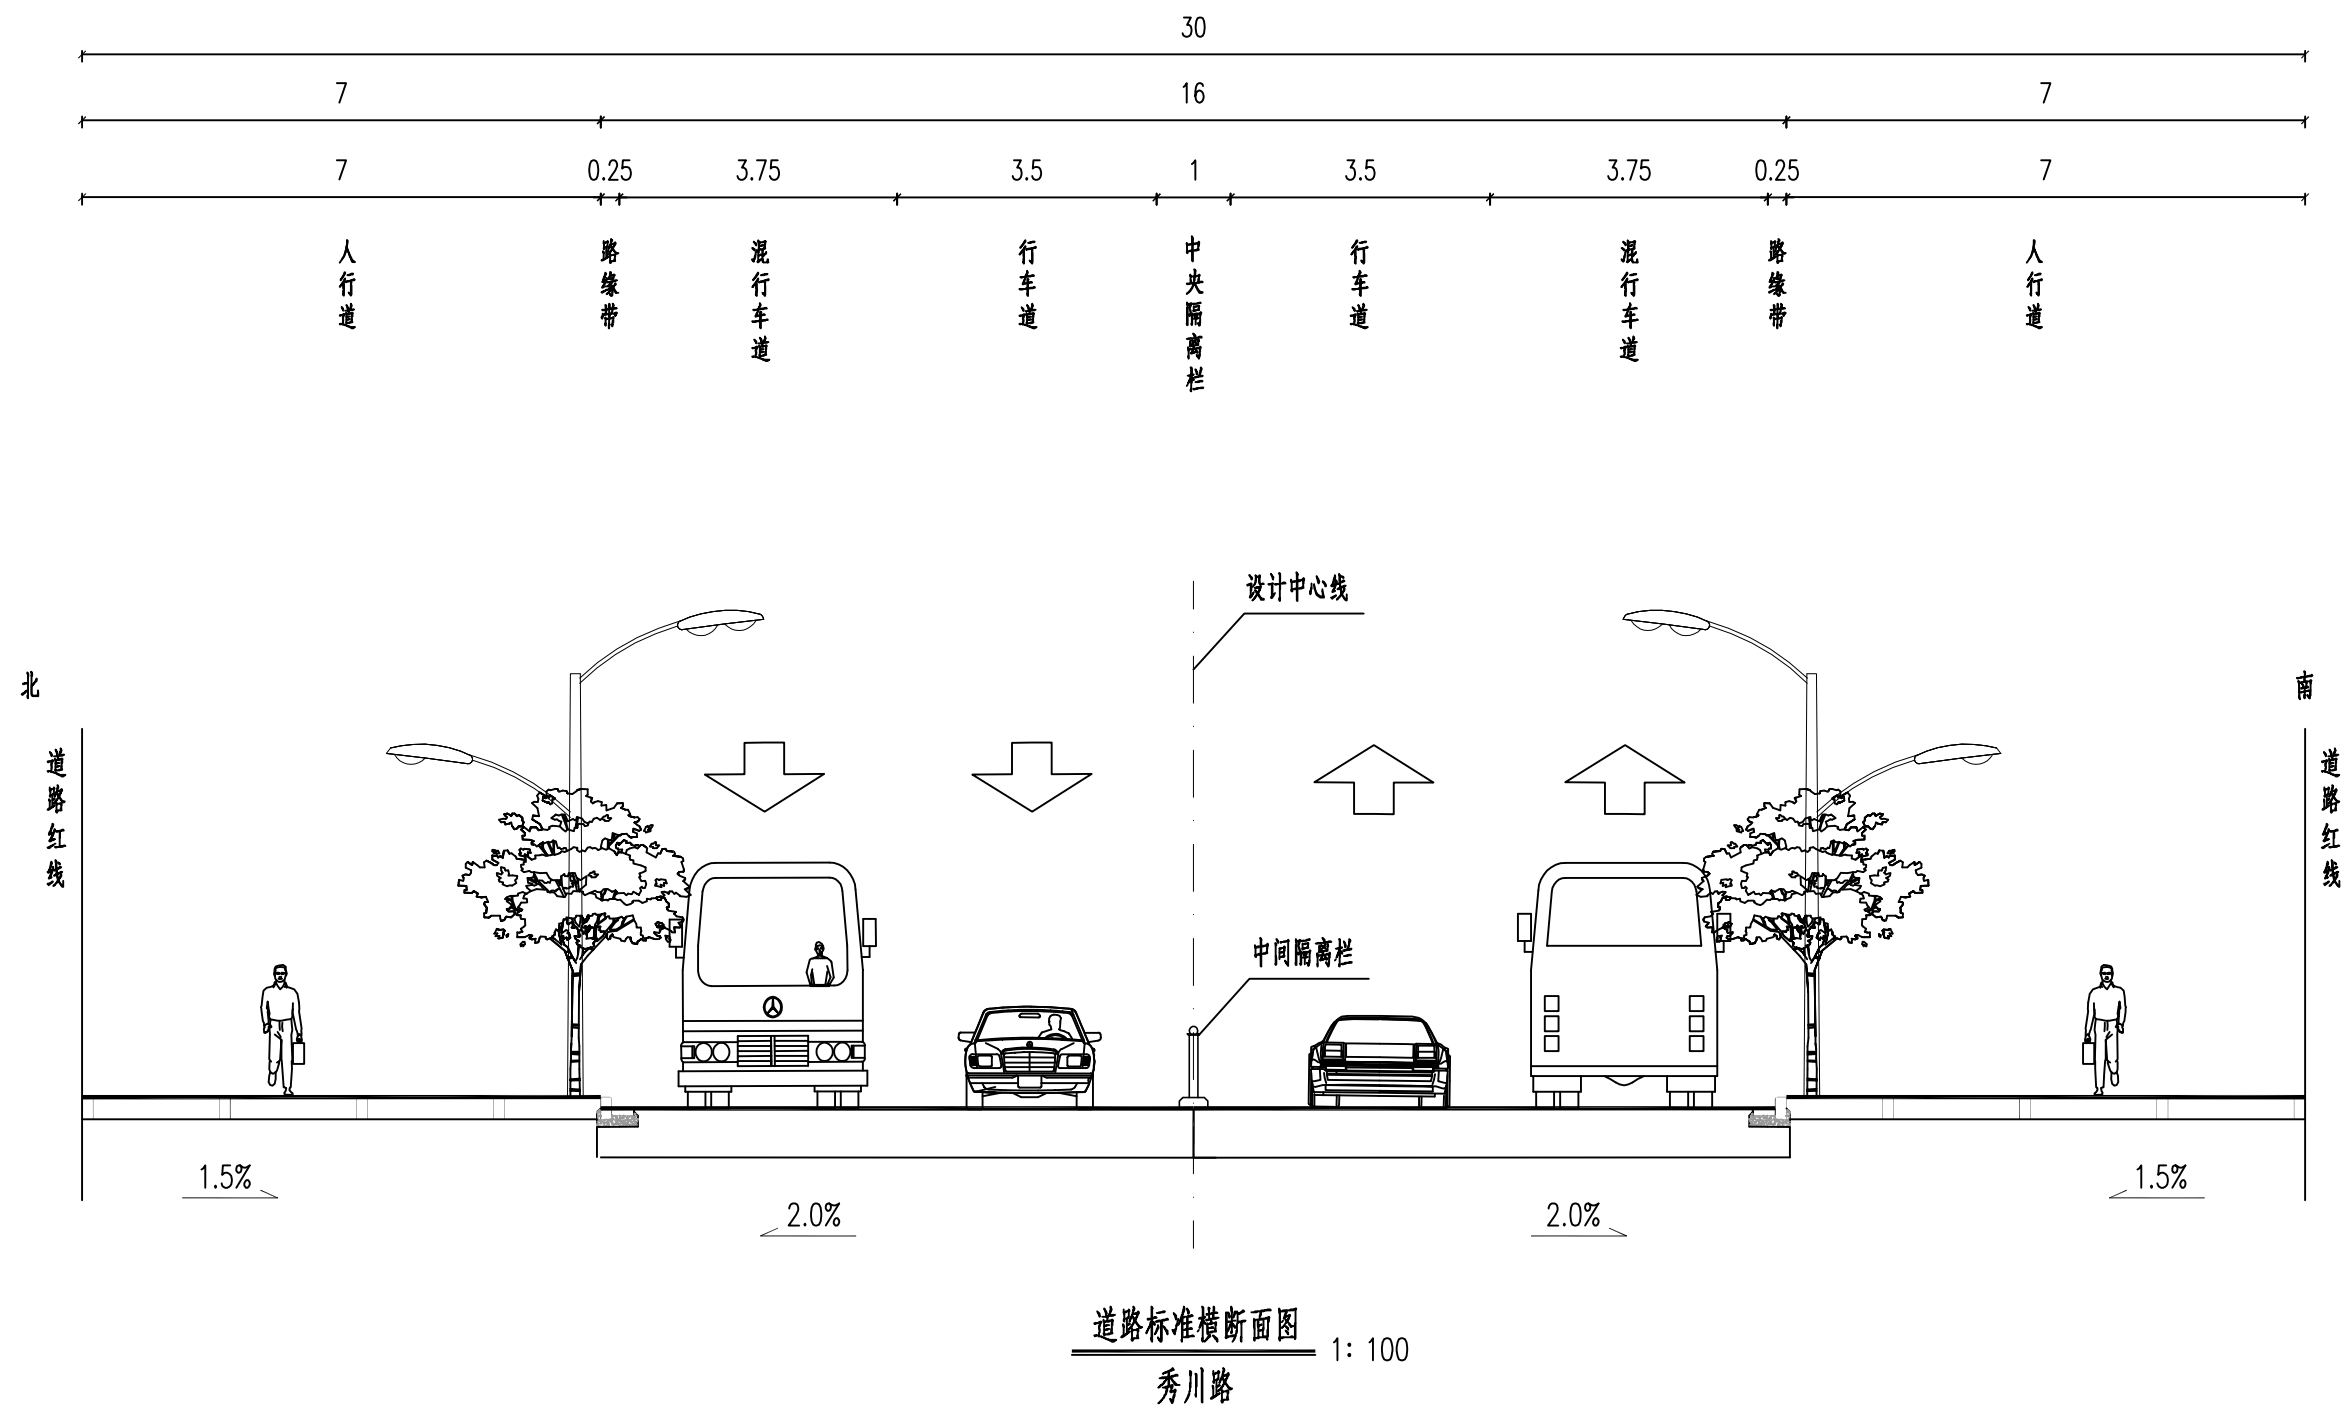 30
7 16 7
7 0.25 3.75 3.5 1 3.5 3.75 0.25 7
人行道
路缘带
混行车道
行车道
中央隔离栏
行车道
混行车道
路缘带
人行道
设计中心线
北
南
道路红线
道路红线
中间隔离栏
1.5%
1.5%
2.0%
2.0%
道路标准横断面图
1: 100
秀川路